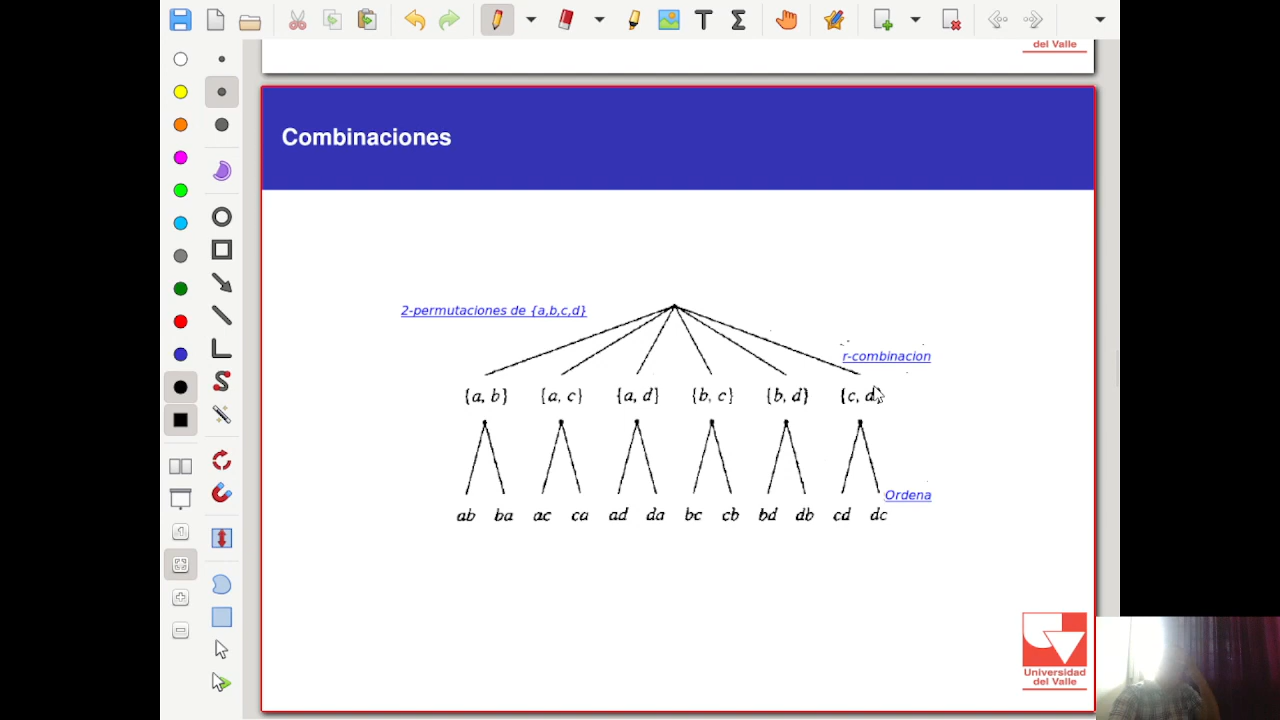 del Valle
Combinaciones
2-permutaciones de {a,b,c,d}
r-combinacion
{a, b} {a, c} {a, d} {b, c} {b, d} {c, d}
Ordena
ab ba ac ca ad da bc cb bd db cd dc
Universidad
del Valle